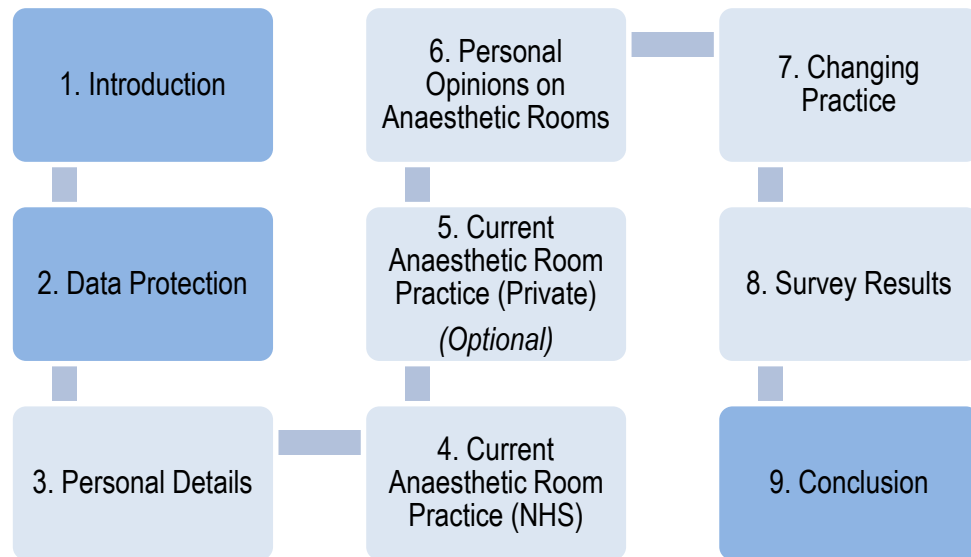 1. Introduction
2. Data Protection
3. Personal Details
4. Current
Anaesthetic Room
Practice (NHS)
5. Current
Anaesthetic Room
Practice (Private)
(Optional)
6. Personal
Opinions on
Anaesthetic Rooms
7. Changing
Practice
8. Survey Results
9. Conclusion